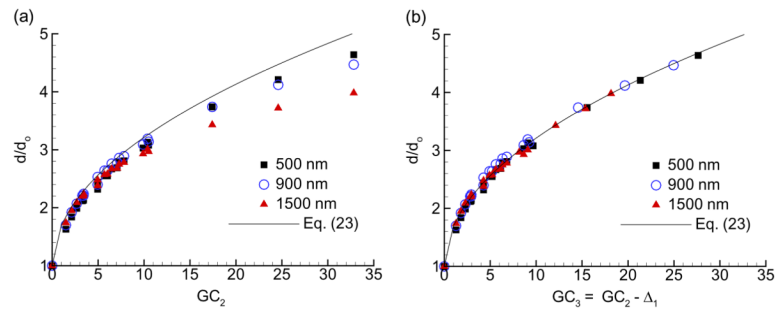 (a)
5
4
3
2
1
d/d₀
0 5 10 15 20 25 30 35
GC₂
500 nm
900 nm
1500 nm
Eq. (23)
(b)
5
4
3
2
1
d/d₀
0 5 10 15 20 25 30 35
GC₃ = GC₂ - Δ₁
500 nm
900 nm
1500 nm
Eq. (23)